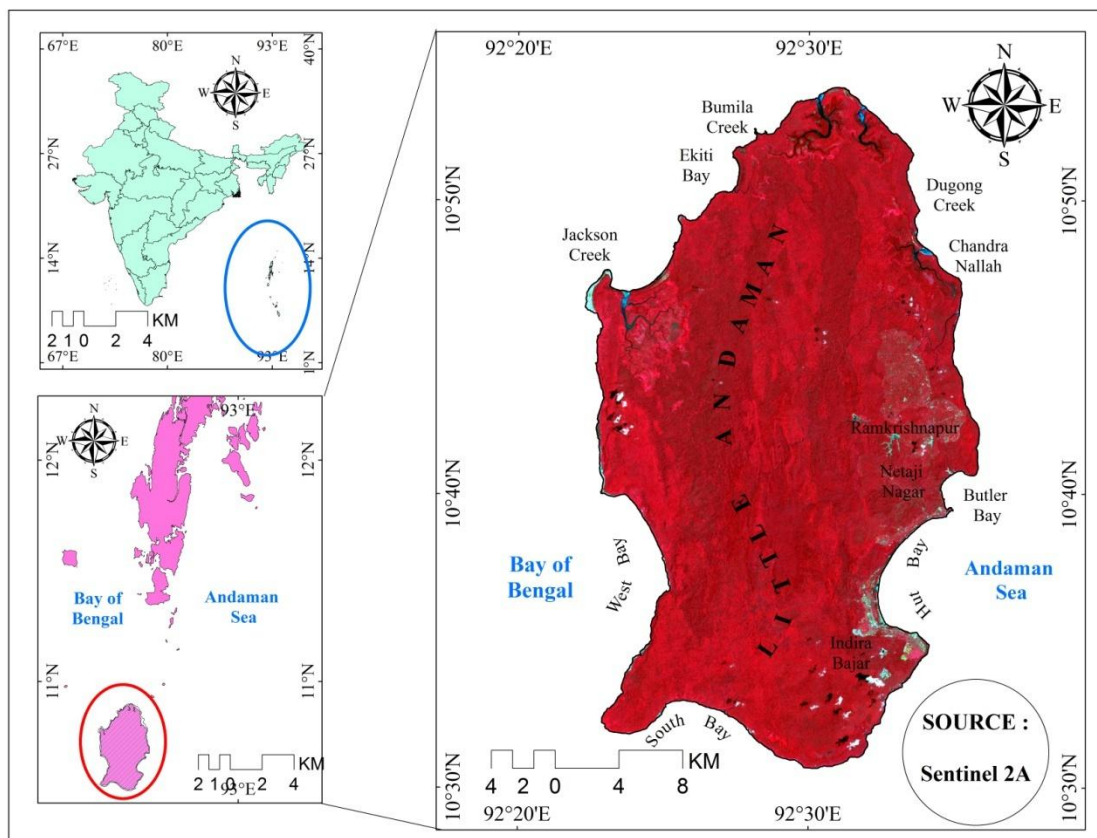 67°E
80°E
93°E
40°N
N
W
E
S
27°N
27°N
14°N
14°N
2 1 0 2 4
KM
1°N
1°N
67°E
80°E
93°E
93°E
N
W
E
S
12°N
12°N
Bay of
Bengal
Andaman
Sea
11°N
11°N
2 1 0 2 4
KM
93°E
92°20'E
92°30'E
N
W
E
S
Bumila
Creek
Ekiti
Bay
10°50'N
10°50'N
Dugong
Creek
Jackson
Creek
Chandra
Nallah
LITTLE ANDAMAN
Ramkrishnapur
Netaji
Nagar
10°40'N
10°40'N
Butler
Bay
Bay of
Bengal
West Bay
Hut Bay
Andaman
Sea
Indira
Bajar
South Bay
SOURCE :
Sentinel 2A
4 2 0 4 8
KM
10°30'N
10°30'N
92°20'E
92°30'E